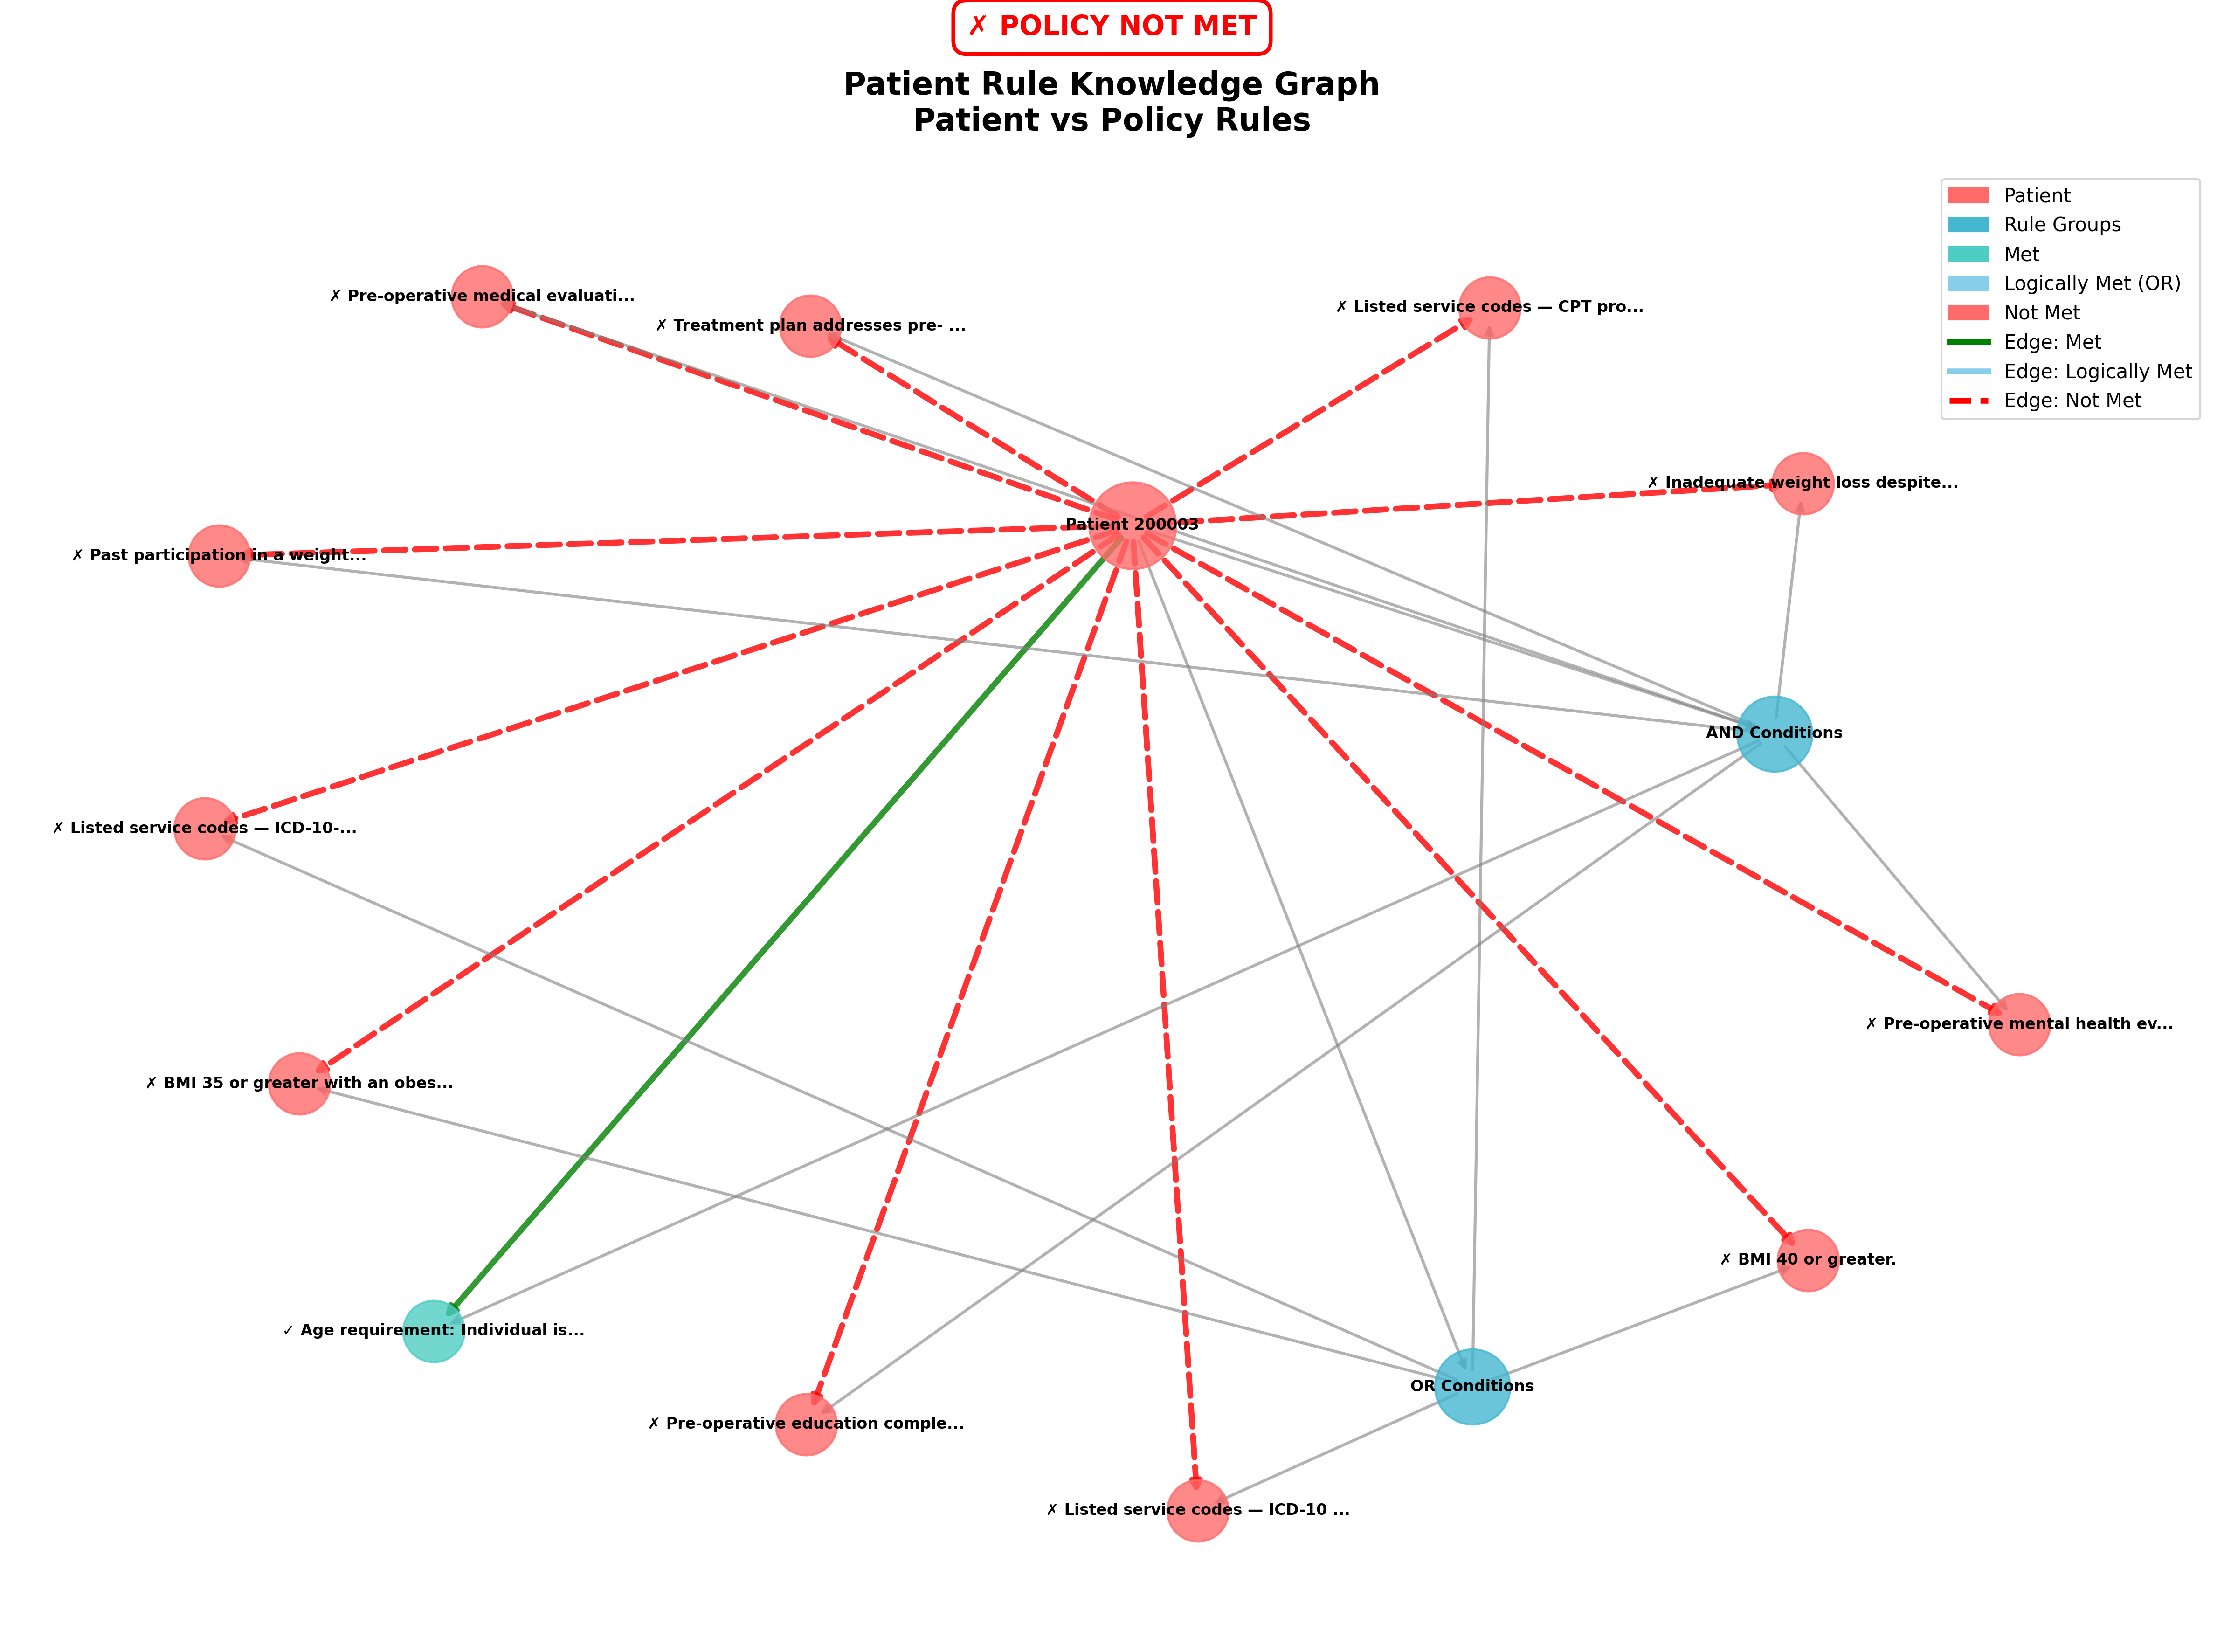 ✗ POLICY NOT MET
Patient Rule Knowledge Graph
Patient vs Policy Rules
Patient
Rule Groups
Met
Logically Met (OR)
Not Met
Edge: Met
Edge: Logically Met
Edge: Not Met
✗ Pre-operative medical evaluati...
✗ Treatment plan addresses pre- ...
✗ Listed service codes — CPT pro...
✗ Inadequate weight loss despite...
Patient 200003
✗ Past participation in a weight...
AND Conditions
✗ Listed service codes — ICD-10-...
✗ Pre-operative mental health ev...
✗ BMI 35 or greater with an obes...
✗ BMI 40 or greater.
✓ Age requirement: Individual is...
OR Conditions
✗ Pre-operative education comple...
✗ Listed service codes — ICD-10 ...